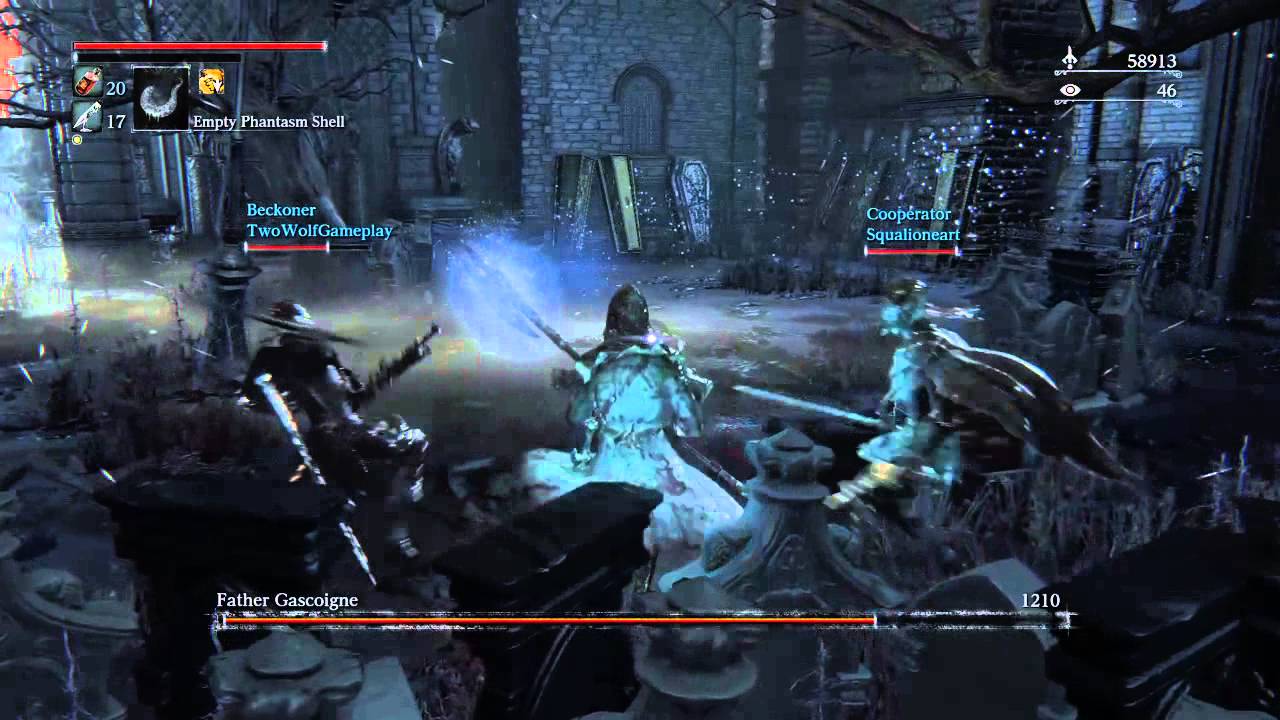 58913
20
46
17
Empty Phantasm Shell
Beckoner
TwoWolfGameplay
Cooperator
Squalioneart
Father Gascoigne
1210